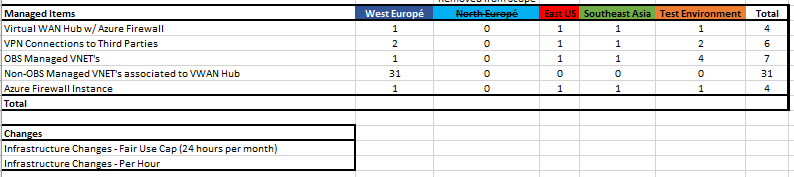 Removed from scope
Managed Items West Europé North Europé East US Southeast Asia Test Environment Total
Virtual WAN Hub w/ Azure Firewall 1 0 1 1 1 4
VPN Connections to Third Parties 2 0 1 1 2 6
OBS Managed VNET's 1 0 1 1 4 7
Non-OBS Managed VNET's associated to VWAN Hub 31 0 0 0 0 31
Azure Firewall Instance 1 0 1 1 1 4
Total
Changes
Infrastructure Changes - Fair Use Cap (24 hours per month)
Infrastructure Changes - Per Hour